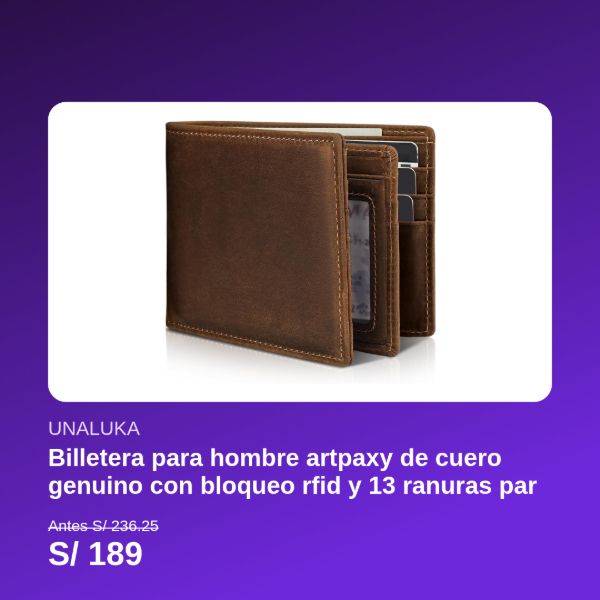 UNALUKA
Billetera para hombre artpaxy de cuero
genuino con bloqueo rfid y 13 ranuras par
Antes S/ 236.25
S/ 189